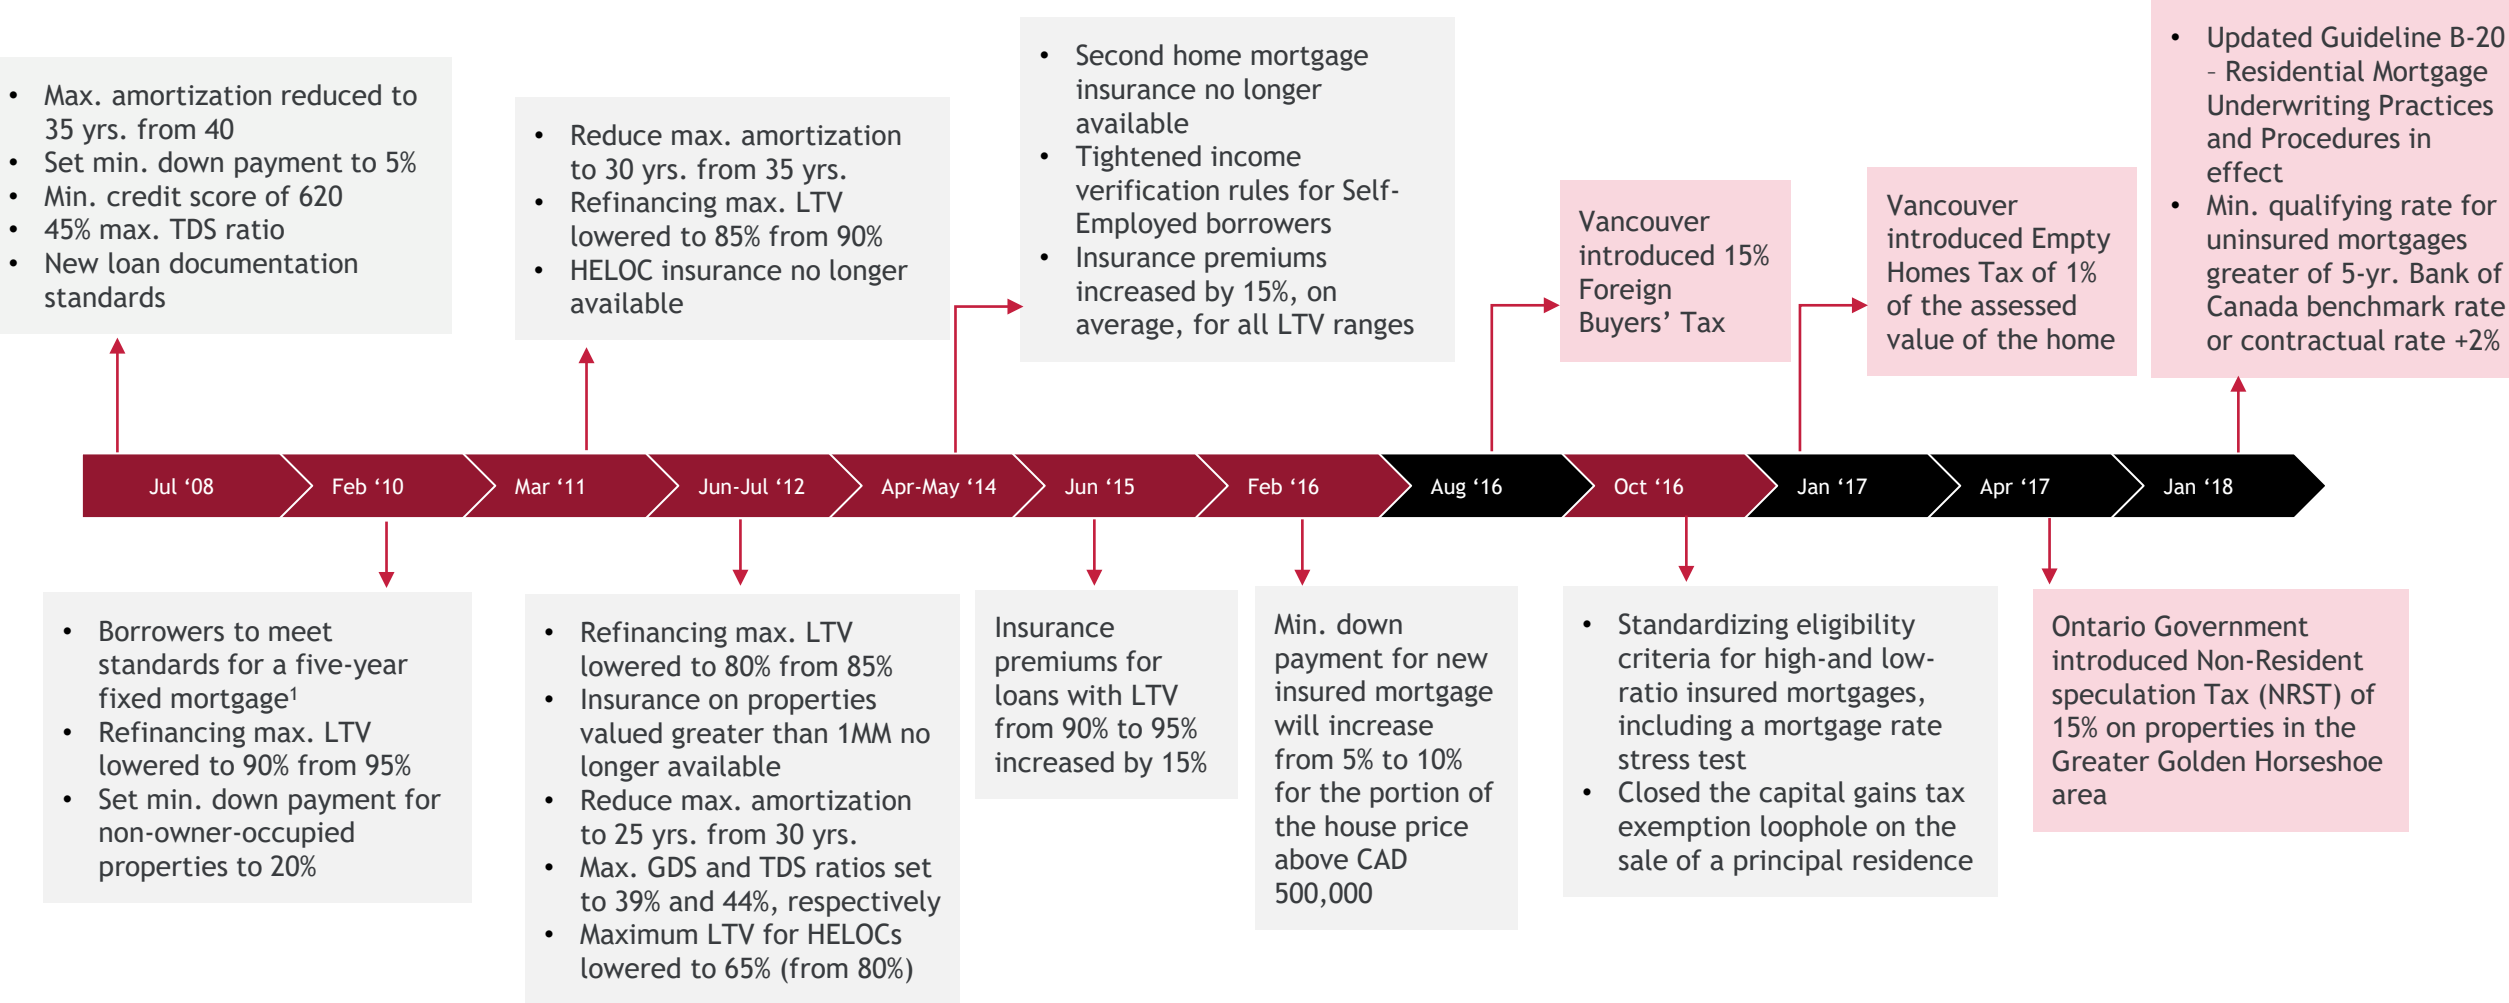 • Max. amortization reduced to
35 yrs. from 40
• Set min. down payment to 5%
• Min. credit score of 620
• 45% max. TDS ratio
• New loan documentation
standards
• Reduce max. amortization
to 30 yrs. from 35 yrs.
• Refinancing max. LTV
lowered to 85% from 90%
• HELOC insurance no longer
available
• Second home mortgage
insurance no longer
available
• Tightened income
verification rules for Self-
Employed borrowers
• Insurance premiums
increased by 15%, on
average, for all LTV ranges
Vancouver
introduced 15%
Foreign
Buyers’ Tax
Vancouver
introduced Empty
Homes Tax of 1%
of the assessed
value of the home
• Updated Guideline B-20
– Residential Mortgage
Underwriting Practices
and Procedures in
effect
• Min. qualifying rate for
uninsured mortgages
greater of 5-yr. Bank of
Canada benchmark rate
or contractual rate +2%
Jul ‘08
Feb ‘10
Mar ‘11
Jun-Jul ‘12
Apr-May ‘14
Jun ‘15
Feb ‘16
Aug ‘16
Oct ‘16
Jan ‘17
Apr ‘17
Jan ‘18
• Borrowers to meet
standards for a five-year
fixed mortgage¹
• Refinancing max. LTV
lowered to 90% from 95%
• Set min. down payment for
non-owner-occupied
properties to 20%
• Refinancing max. LTV
lowered to 80% from 85%
• Insurance on properties
valued greater than 1MM no
longer available
• Reduce max. amortization
to 25 yrs. from 30 yrs.
• Max. GDS and TDS ratios set
to 39% and 44%, respectively
• Maximum LTV for HELOCs
lowered to 65% (from 80%)
Insurance
premiums for
loans with LTV
from 90% to 95%
increased by 15%
Min. down
payment for new
insured mortgage
will increase
from 5% to 10%
for the portion of
the house price
above CAD
500,000
• Standardizing eligibility
criteria for high-and low-
ratio insured mortgages,
including a mortgage rate
stress test
• Closed the capital gains tax
exemption loophole on the
sale of a principal residence
Ontario Government
introduced Non-Resident
speculation Tax (NRST) of
15% on properties in the
Greater Golden Horseshoe
area